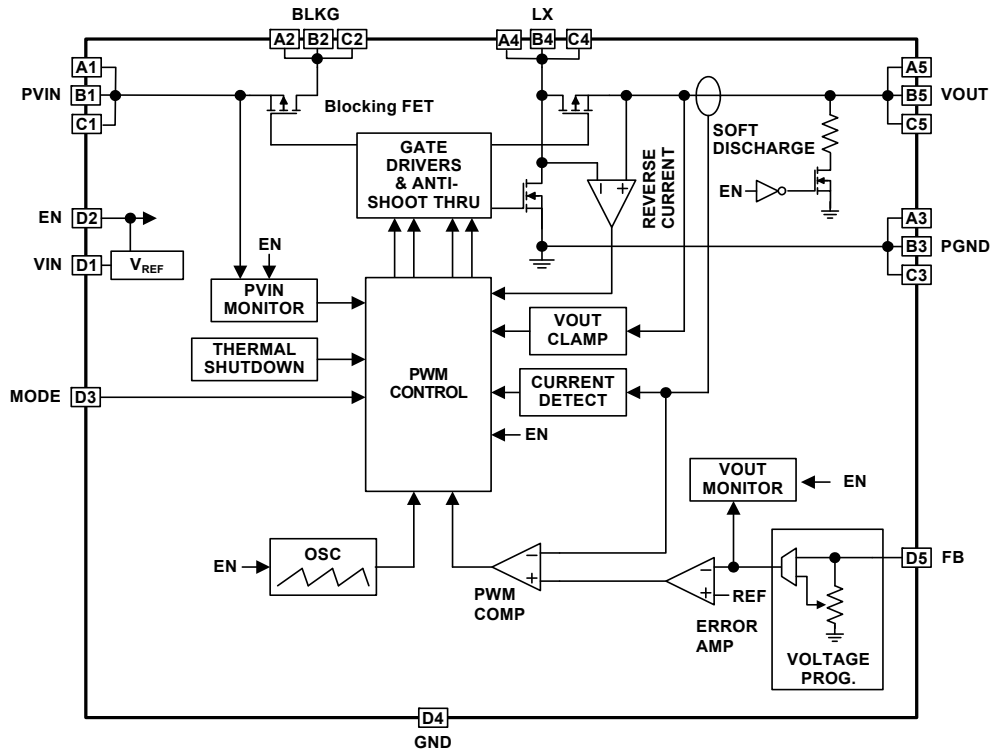 BLKG
LX
A2 B2 C2
A4 B4 C4
A1
B1
C1
PVIN
A5
B5
C5
VOUT
Blocking FET
GATE
DRIVERS
& ANTI-
SHOOT THRU
– +
REVERSE
CURRENT
SOFT
DISCHARGE
EN
EN
D2
VIN
D1
VREF
A3
B3
C3
PGND
EN
PVIN
MONITOR
THERMAL
SHUTDOWN
MODE
D3
PWM
CONTROL
VOUT
CLAMP
CURRENT
DETECT
EN
VOUT
MONITOR
EN
EN
OSC
–
+
PWM
COMP
–
+
REF
ERROR
AMP
D5
FB
VOLTAGE
PROG.
D4
GND